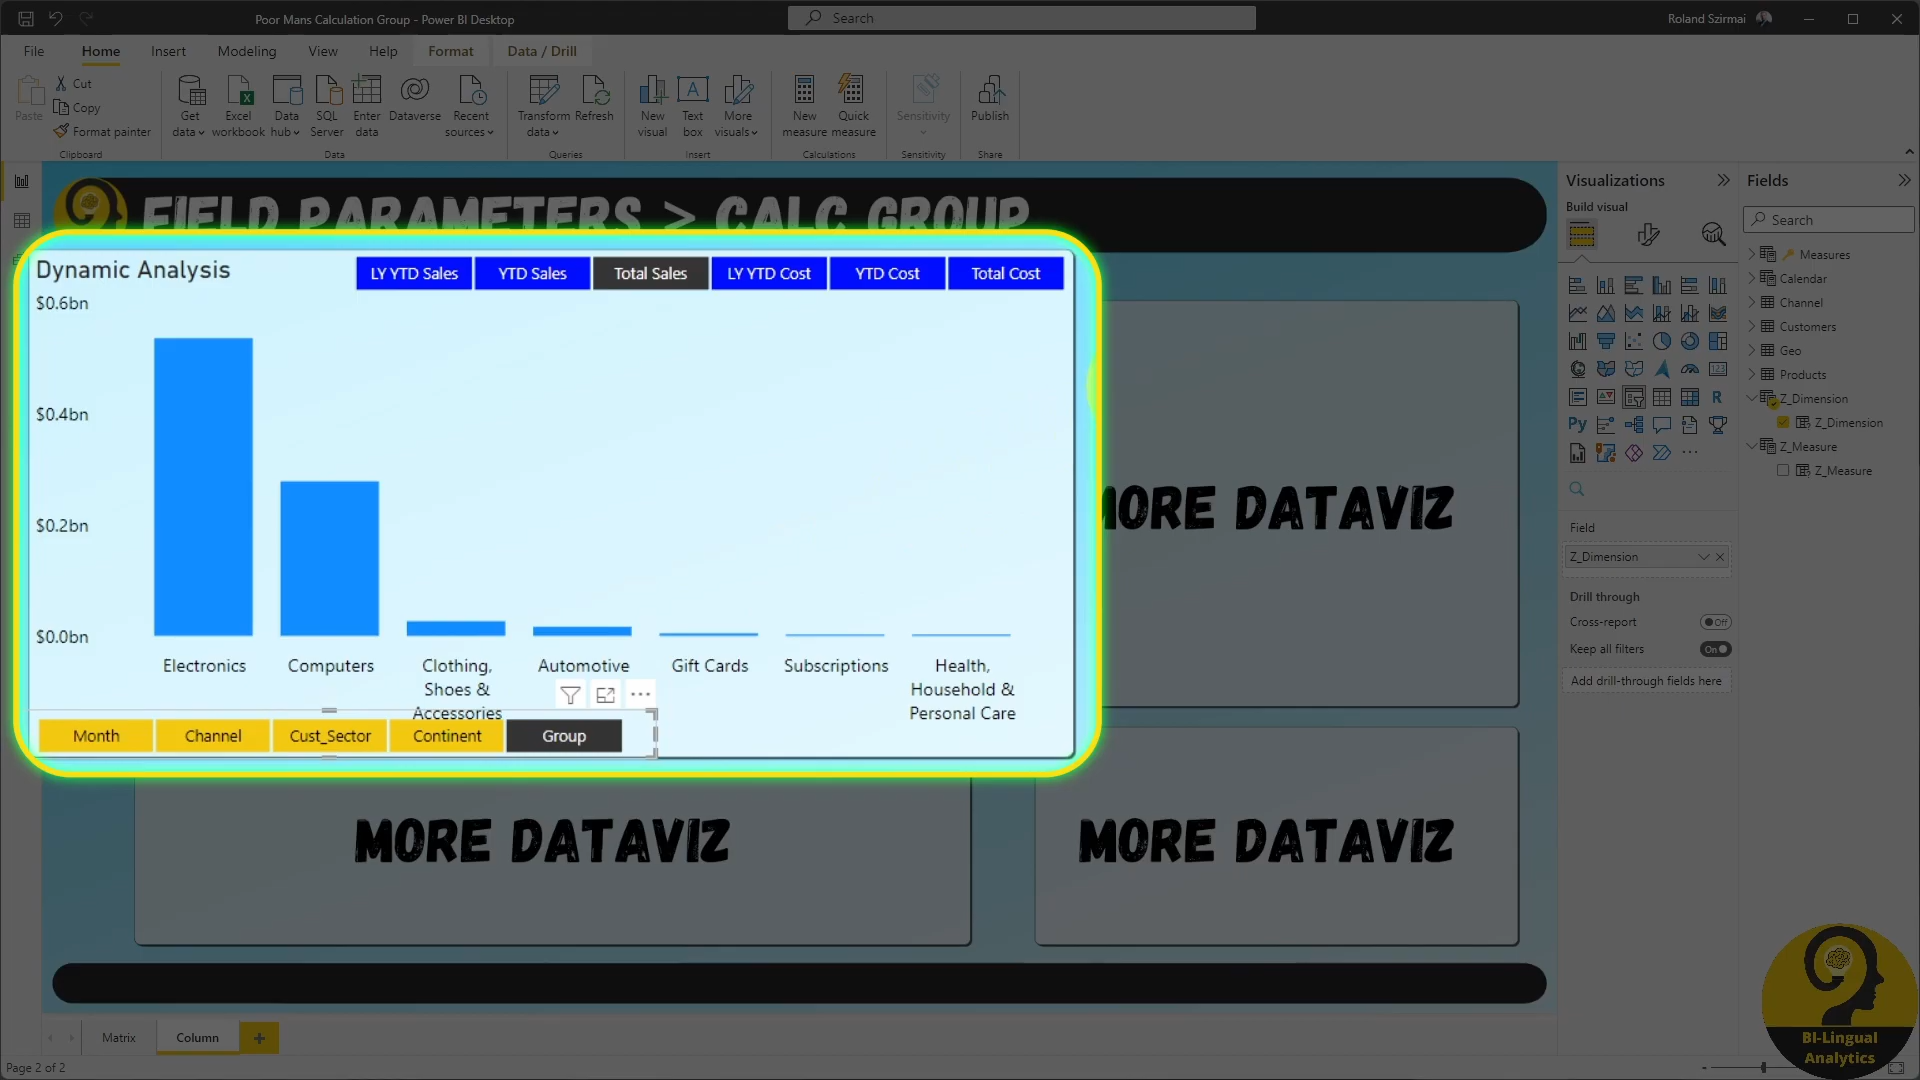 Poor Mans Calculation Group - Power BI Desktop
Search
Roland Szirmai
File
Home
Insert
Modeling
View
Help
Format
Data / Drill
Paste
Cut
Copy
Format painter
Clipboard
Get data
Excel workbook
Data hub
SQL Server
Enter data
Dataverse
Recent sources
Data
Transform data
Refresh
Queries
New visual
Text box
More visuals
Insert
New measure
Quick measure
Calculations
Sensitivity
Sensitivity
Publish
Share
FIELD PARAMETERS > CALC GROUP
Dynamic Analysis
LY YTD Sales
YTD Sales
Total Sales
LY YTD Cost
YTD Cost
Total Cost
$0.6bn
$0.4bn
$0.2bn
$0.0bn
Electronics
Computers
Clothing,
Shoes &
Accessories
Automotive
Gift Cards
Subscriptions
Health,
Household &
Personal Care
Month
Channel
Cust_Sector
Continent
Group
MORE DATAVIZ
MORE DATAVIZ
MORE DATAVIZ
Visualizations
Build visual
R
Py
123
Field
Z_Dimension
Drill through
Cross-report
Off
Keep all filters
On
Add drill-through fields here
Fields
Search
Measures
Calendar
Channel
Customers
Geo
Products
Z_Dimension
Z_Dimension
Z_Measure
Z_Measure
Matrix
Column
Page 2 of 2
BI-Lingual
Analytics